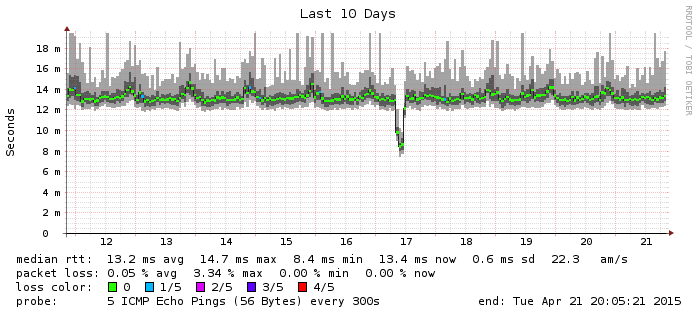 Last 10 Days
RRDTOOL / TOBI OETIKER
Seconds
18 m
16 m
14 m
12 m
10 m
8 m
6 m
4 m
2 m
0
12 13 14 15 16 17 18 19 20 21
median rtt: 13.2 ms avg 14.7 ms max 8.4 ms min 13.4 ms now 0.6 ms sd 22.3 am/s
packet loss: 0.05 % avg 3.34 % max 0.00 % min 0.00 % now
loss color: 0 1/5 2/5 3/5 4/5
probe: 5 ICMP Echo Pings (56 Bytes) every 300s end: Tue Apr 21 20:05:21 2015